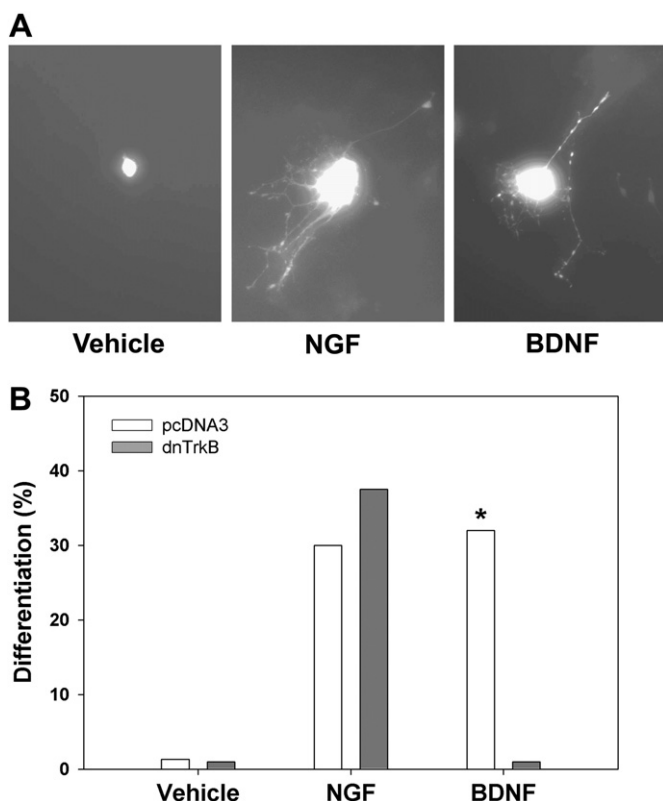 A
Vehicle NGF BDNF
B
50
pcDNA3
dnTrkB
40
*
30
20
10
0
Differentiation (%)
Vehicle NGF BDNF